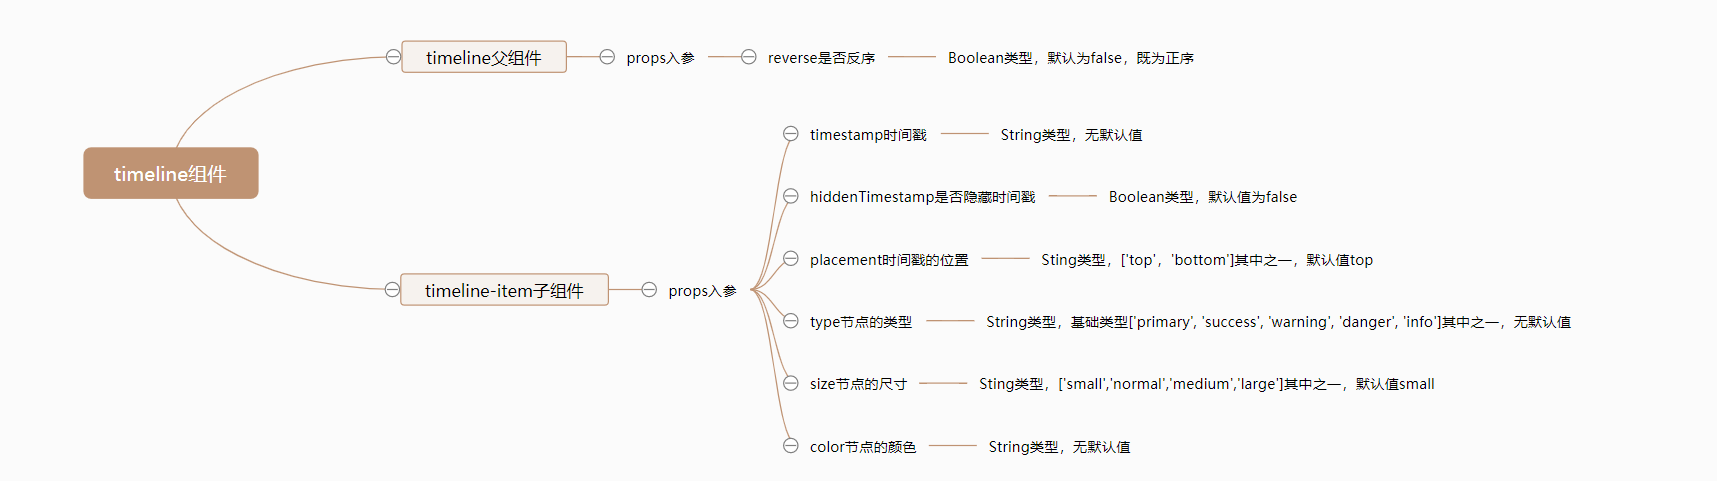 timeline组件
timeline父组件
props入参
reverse是否反序
Boolean类型，默认为false，既为正序
timeline-item子组件
props入参
timestamp时间戳
String类型，无默认值
hiddenTimestamp是否隐藏时间戳
Boolean类型，默认值为false
placement时间戳的位置
Sting类型，['top'，'bottom']其中之一，默认值top
type节点的类型
String类型，基础类型['primary', 'success', 'warning', 'danger', 'info']其中之一，无默认值
size节点的尺寸
Sting类型，['small','normal','medium','large']其中之一，默认值small
color节点的颜色
String类型，无默认值